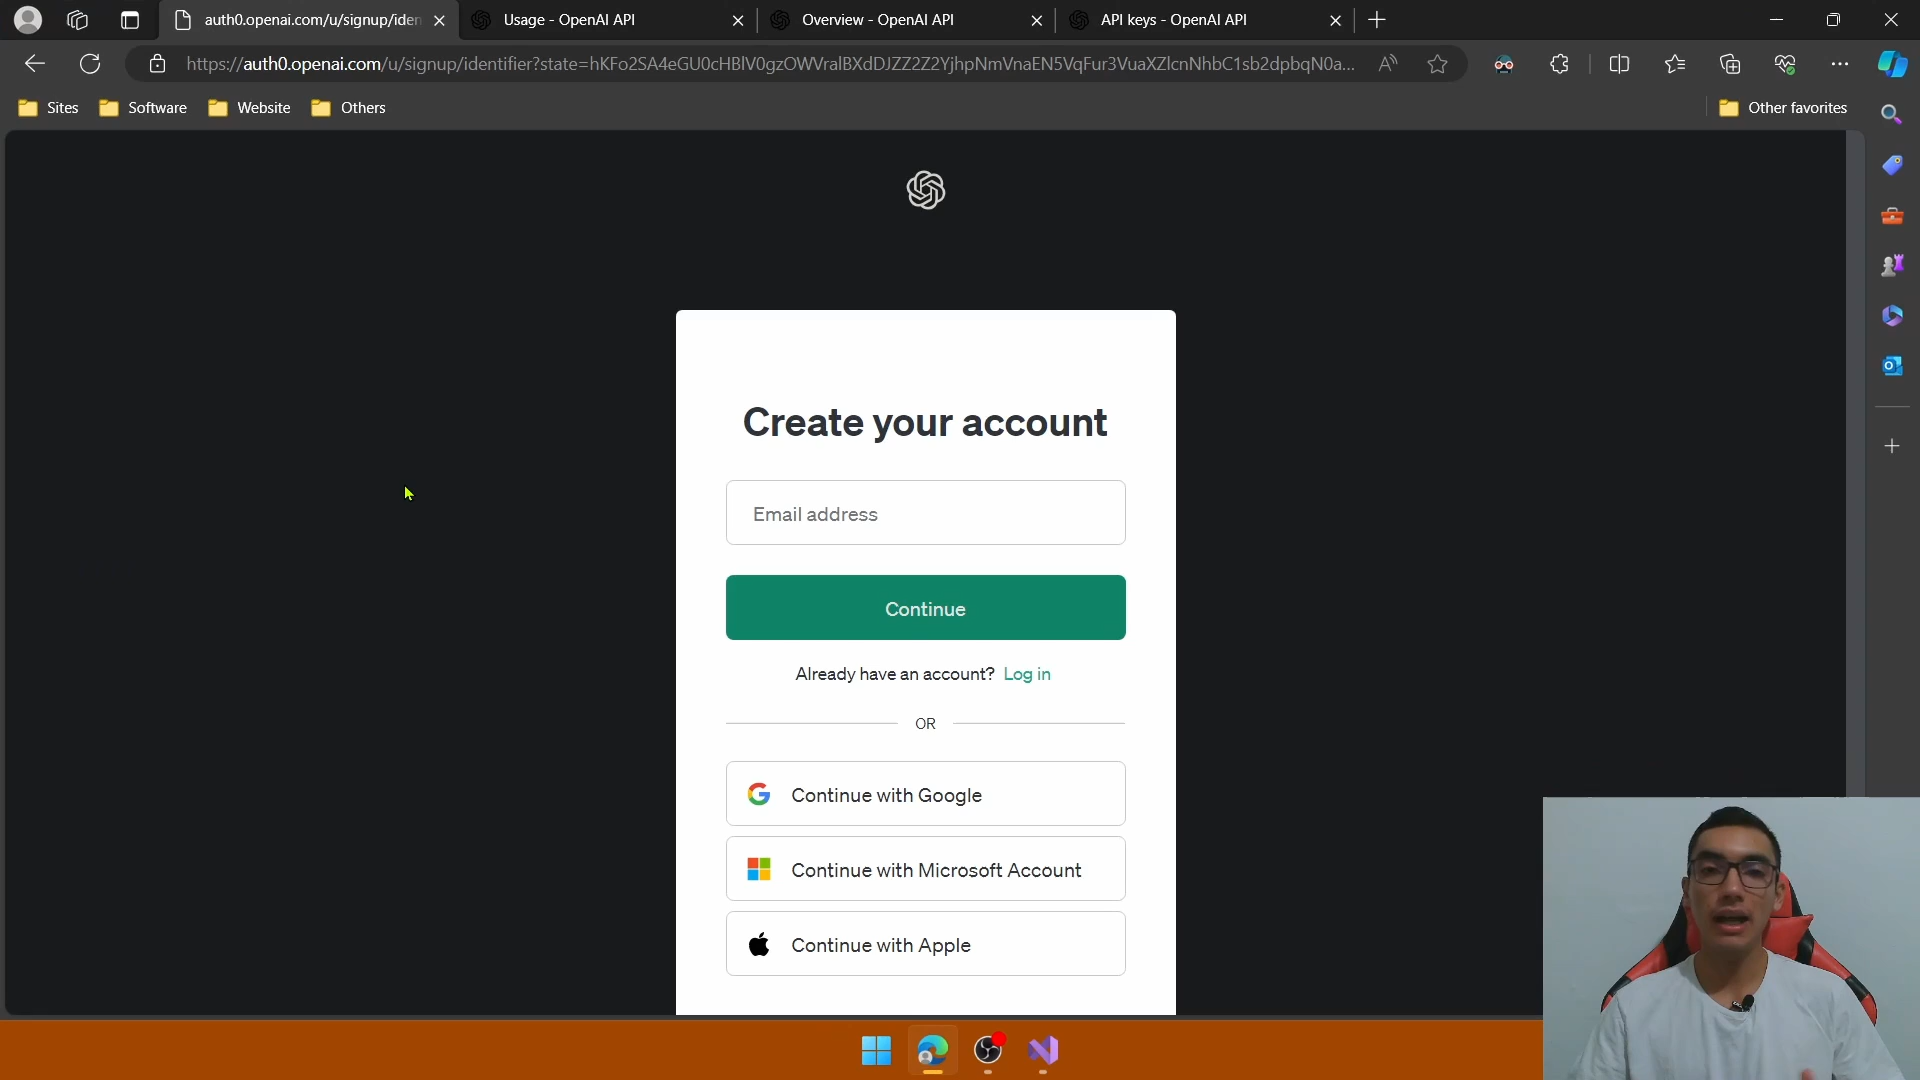 auth0.openai.com/u/signup/iden
Usage - OpenAI API
Overview - OpenAI API
API keys - OpenAI API
https://auth0.openai.com/u/signup/identifier?state=hKFo2SA4eGU0cHBlV0gzOWVralBXdDJZZ2Z2YjhpNmVnaEN5VqFur3VuaXZlcnNhbC1sb2dpbqN0a...
Sites
Software
Website
Others
Other favorites
Create your account
Email address
Continue
Already have an account? Log in
OR
Continue with Google
Continue with Microsoft Account
Continue with Apple